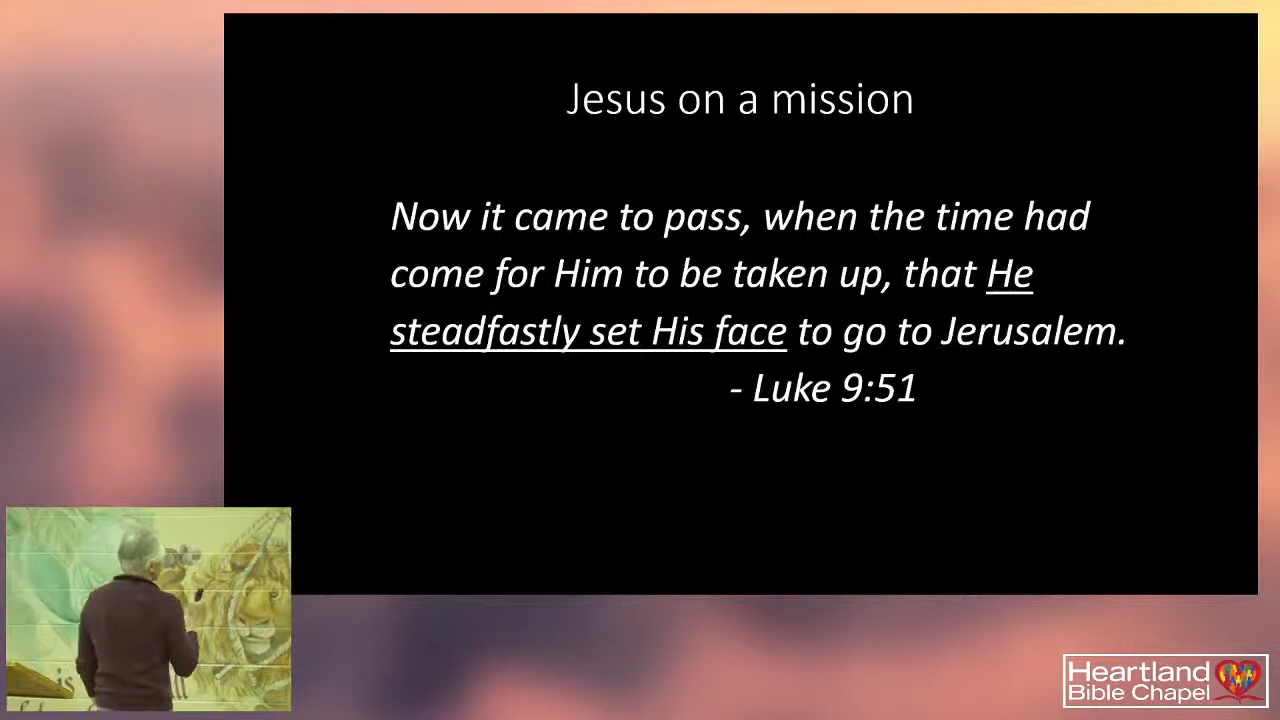 Jesus on a mission
Now it came to pass, when the time had
come for Him to be taken up, that He
steadfastly set His face to go to Jerusalem.
- Luke 9:51
is
Heartland
Bible Chapel